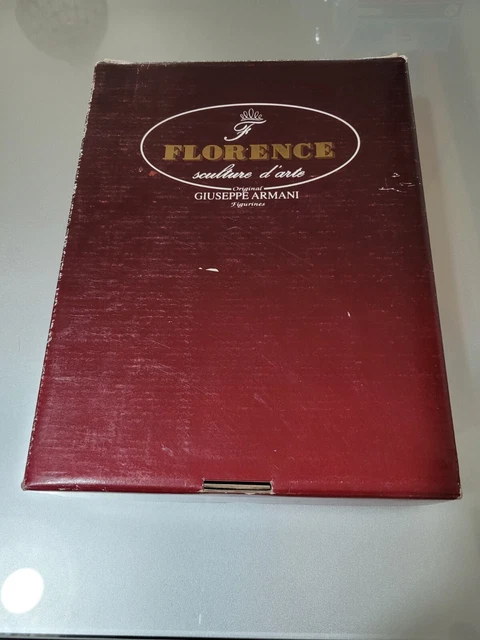 F
FLORENCE
sculture d'arte
Original
GIUSEPPE ARMANI
Figurines